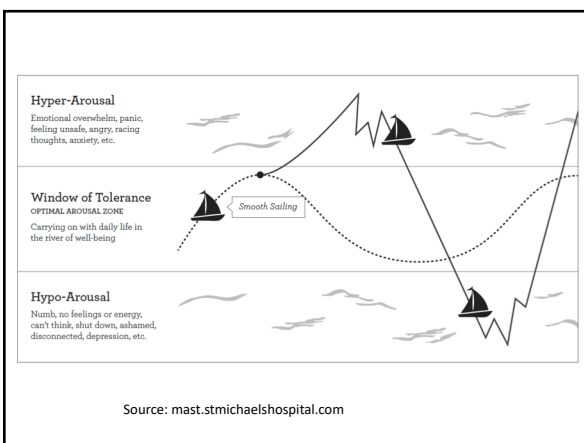 Hyper-Arousal
Emotional overwhelm, panic,
feeling unsafe, angry, racing
thoughts, anxiety, etc.
Window of Tolerance
OPTIMAL AROUSAL ZONE
Carrying on with daily life in
the river of well-being
Smooth Sailing
Hypo-Arousal
Numb, no feelings or energy,
can't think, shut down, ashamed,
disconnected, depression, etc.
Source: mast.stmichaelshospital.com